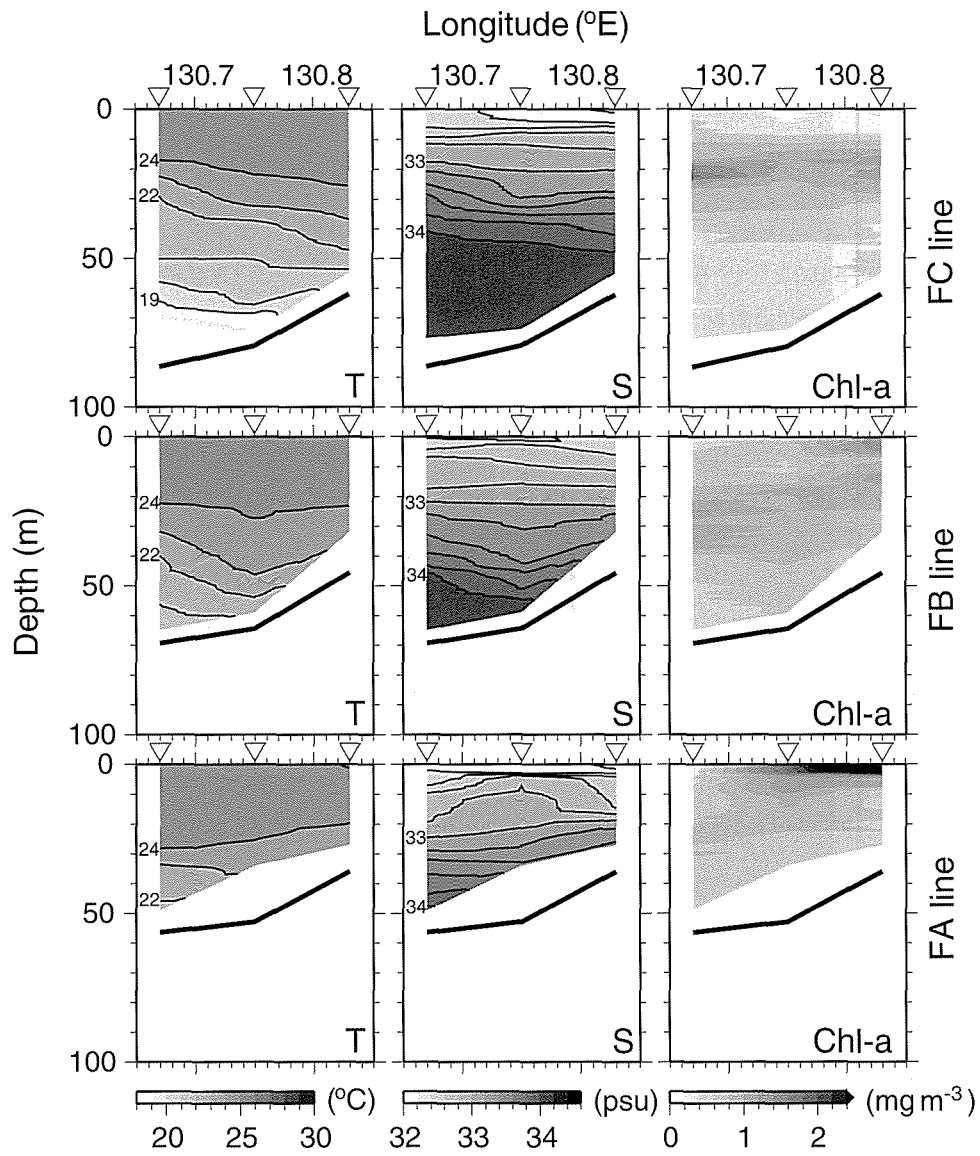 Longitude (ºE)
130.7 130.8 130.7 130.8 130.7 130.8
0
24
22
50
19
100
T
33
34
S
Chl-a
FC line
0
24
22
50
100
T
33
34
S
Chl-a
FB line
Depth (m)
0
24
22
50
100
T
33
34
S
Chl-a
FA line
(ºC) (psu) (mg m-3)
20 25 30 32 33 34 0 1 2